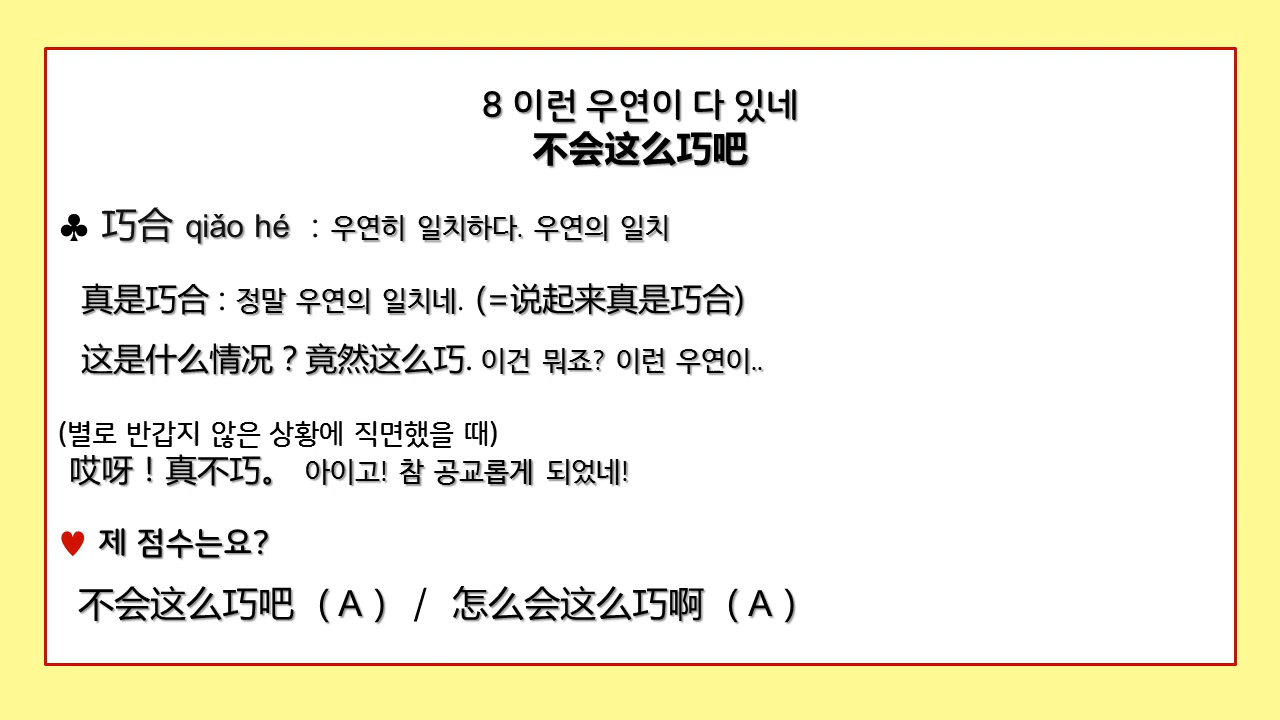 8 이런 우연이 다 있네
不会这么巧吧
♣ 巧合 qiǎo hé : 우연히 일치하다. 우연의 일치
真是巧合 : 정말 우연의 일치네. (=说起来真是巧合)
这是什么情况？竟然这么巧. 이건 뭐죠? 이런 우연이..
(별로 반갑지 않은 상황에 직면했을 때)
哎呀！真不巧。 아이고! 참 공교롭게 되었네!
♥ 제 점수는요?
不会这么巧吧（A） / 怎么会这么巧啊（A）